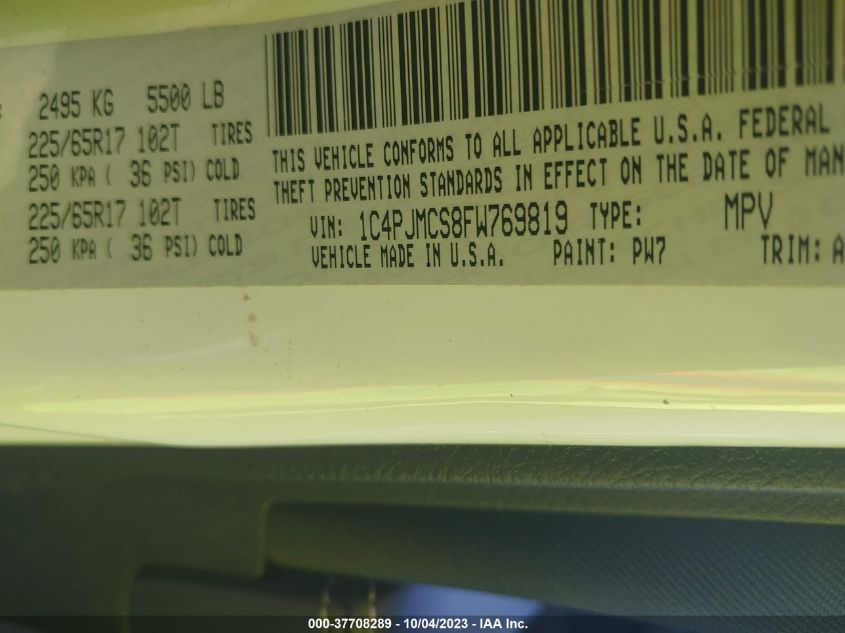 : 2495 KG 5500 LB
225/65R17 102T TIRES
250 KPA ( 36 PSI) COLD
225/65R17 102T TIRES
250 KPA ( 36 PSI) COLD
THIS VEHICLE CONFORMS TO ALL APPLICABLE U.S.A. FEDERAL
THEFT PREVENTION STANDARDS IN EFFECT ON THE DATE OF MAN
VIN: 1C4PJMCS8FW769819 TYPE: MPV
VEHICLE MADE IN U.S.A. PAINT: PW7 TRIM: A
000-37708289 - 10/04/2023 - IAA Inc.